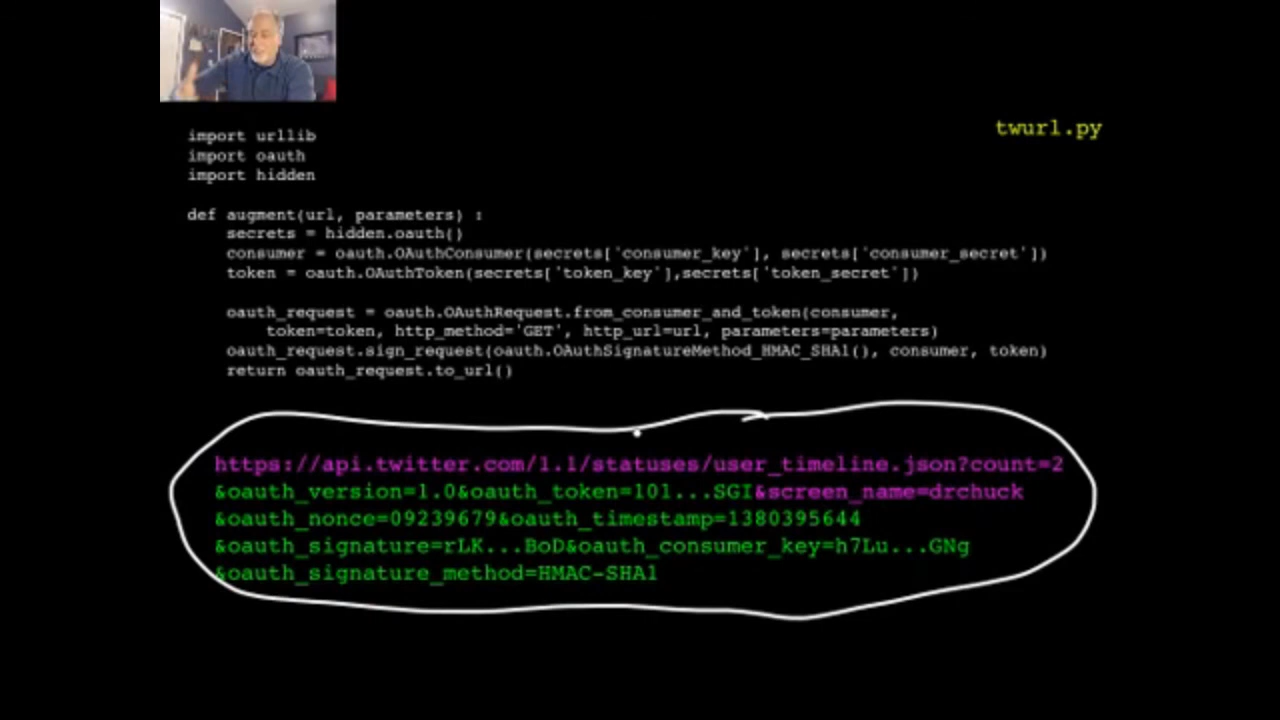 twurl.py
import urllib
import oauth
import hidden
def augment(url, parameters) :
secrets = hidden.oauth()
consumer = oauth.OAuthConsumer(secrets['consumer_key'], secrets['consumer_secret'])
token = oauth.OAuthToken(secrets['token_key'],secrets['token_secret'])
oauth_request = oauth.OAuthRequest.from_consumer_and_token(consumer,
token=token, http_method='GET', http_url=url, parameters=parameters)
oauth_request.sign_request(oauth.OAuthSignatureMethod_HMAC_SHA1(), consumer, token)
return oauth_request.to_url()
https://api.twitter.com/1.1/statuses/user_timeline.json?count=2
&oauth_version=1.0&oauth_token=101...SGI&screen_name=drchuck
&oauth_nonce=09239679&oauth_timestamp=1380395644
&oauth_signature=rLK...BoD&oauth_consumer_key=h7Lu...GNg
&oauth_signature_method=HMAC-SHA1